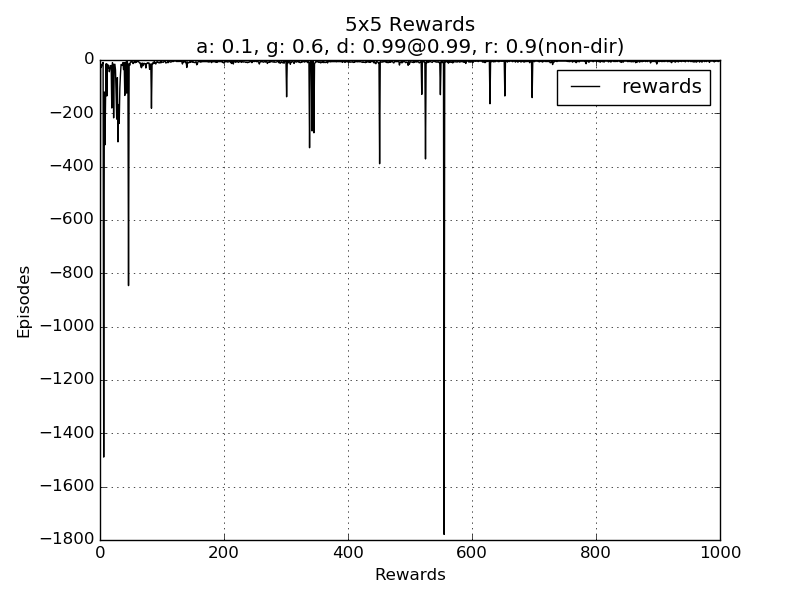 5x5 Rewards
a: 0.1, g: 0.6, d: 0.99@0.99, r: 0.9(non-dir)
rewards
Episodes
0
−200
−400
−600
−800
−1000
−1200
−1400
−1600
−1800
0 200 400 600 800 1000
Rewards